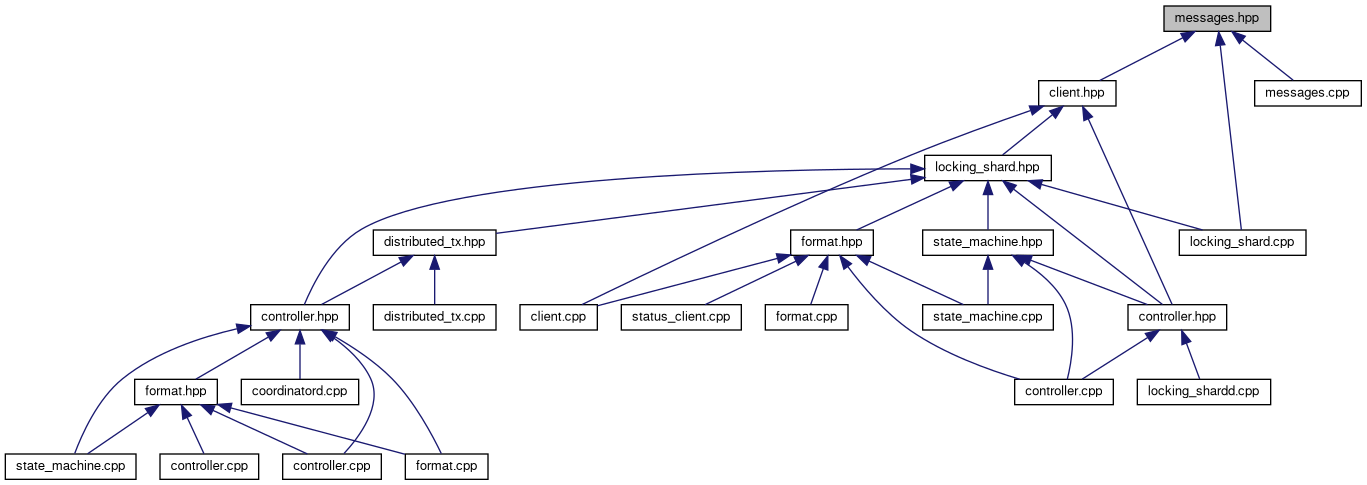 messages.hpp
client.hpp
messages.cpp
locking_shard.hpp
distributed_tx.hpp
format.hpp
state_machine.hpp
locking_shard.cpp
controller.hpp
distributed_tx.cpp
client.cpp
status_client.cpp
format.cpp
state_machine.cpp
controller.hpp
format.hpp
coordinatord.cpp
controller.cpp
locking_shardd.cpp
state_machine.cpp
controller.cpp
controller.cpp
format.cpp